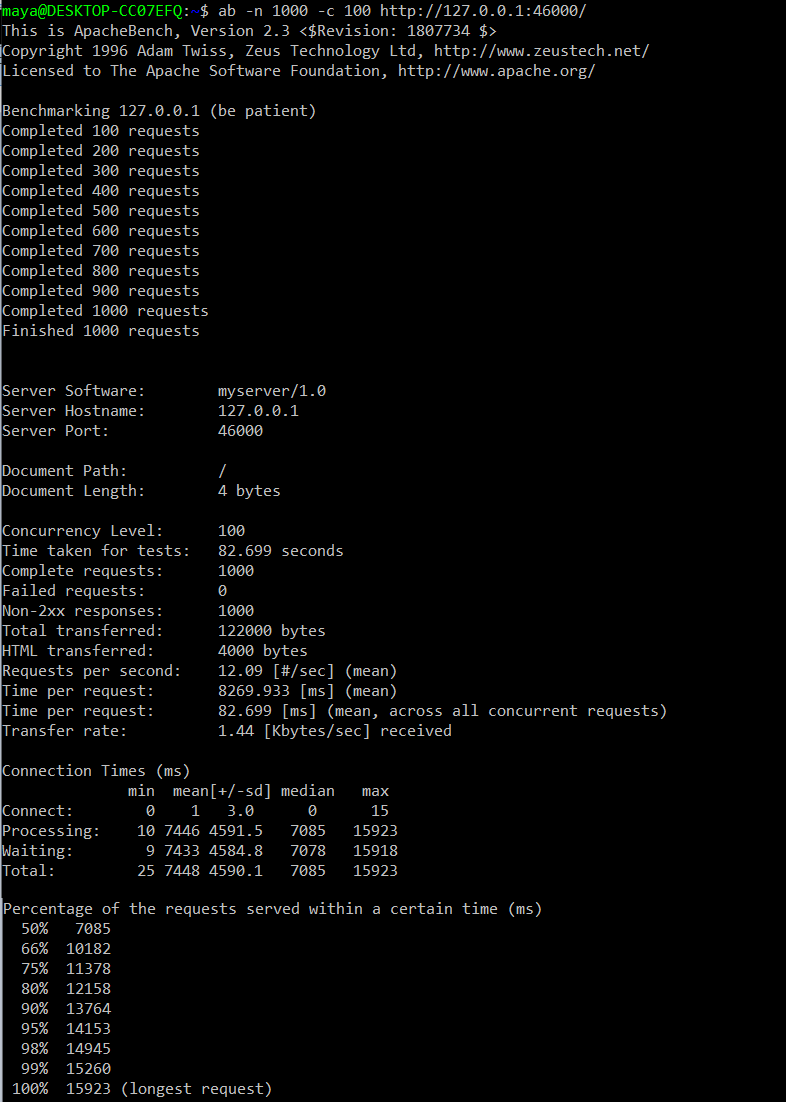 maya@DESKTOP-CC07EFQ:~$ ab -n 1000 -c 100 http://127.0.0.1:46000/
This is ApacheBench, Version 2.3 <$Revision: 1807734 $>
Copyright 1996 Adam Twiss, Zeus Technology Ltd, http://www.zeustech.net/
Licensed to The Apache Software Foundation, http://www.apache.org/

Benchmarking 127.0.0.1 (be patient)
Completed 100 requests
Completed 200 requests
Completed 300 requests
Completed 400 requests
Completed 500 requests
Completed 600 requests
Completed 700 requests
Completed 800 requests
Completed 900 requests
Completed 1000 requests
Finished 1000 requests

Server Software:        myserver/1.0
Server Hostname:        127.0.0.1
Server Port:            46000

Document Path:          /
Document Length:        4 bytes

Concurrency Level:      100
Time taken for tests:   82.699 seconds
Complete requests:      1000
Failed requests:        0
Non-2xx responses:      1000
Total transferred:      122000 bytes
HTML transferred:       4000 bytes
Requests per second:    12.09 [#/sec] (mean)
Time per request:       8269.933 [ms] (mean)
Time per request:       82.699 [ms] (mean, across all concurrent requests)
Transfer rate:          1.44 [Kbytes/sec] received

Connection Times (ms)
              min  mean[+/-sd] median   max
Connect:        0    1   3.0      0      15
Processing:    10 7446 4591.5   7085   15923
Waiting:        9 7433 4584.8   7078   15918
Total:         25 7448 4590.1   7085   15923

Percentage of the requests served within a certain time (ms)
  50%   7085
  66%  10182
  75%  11378
  80%  12158
  90%  13764
  95%  14153
  98%  14945
  99%  15260
 100%  15923 (longest request)